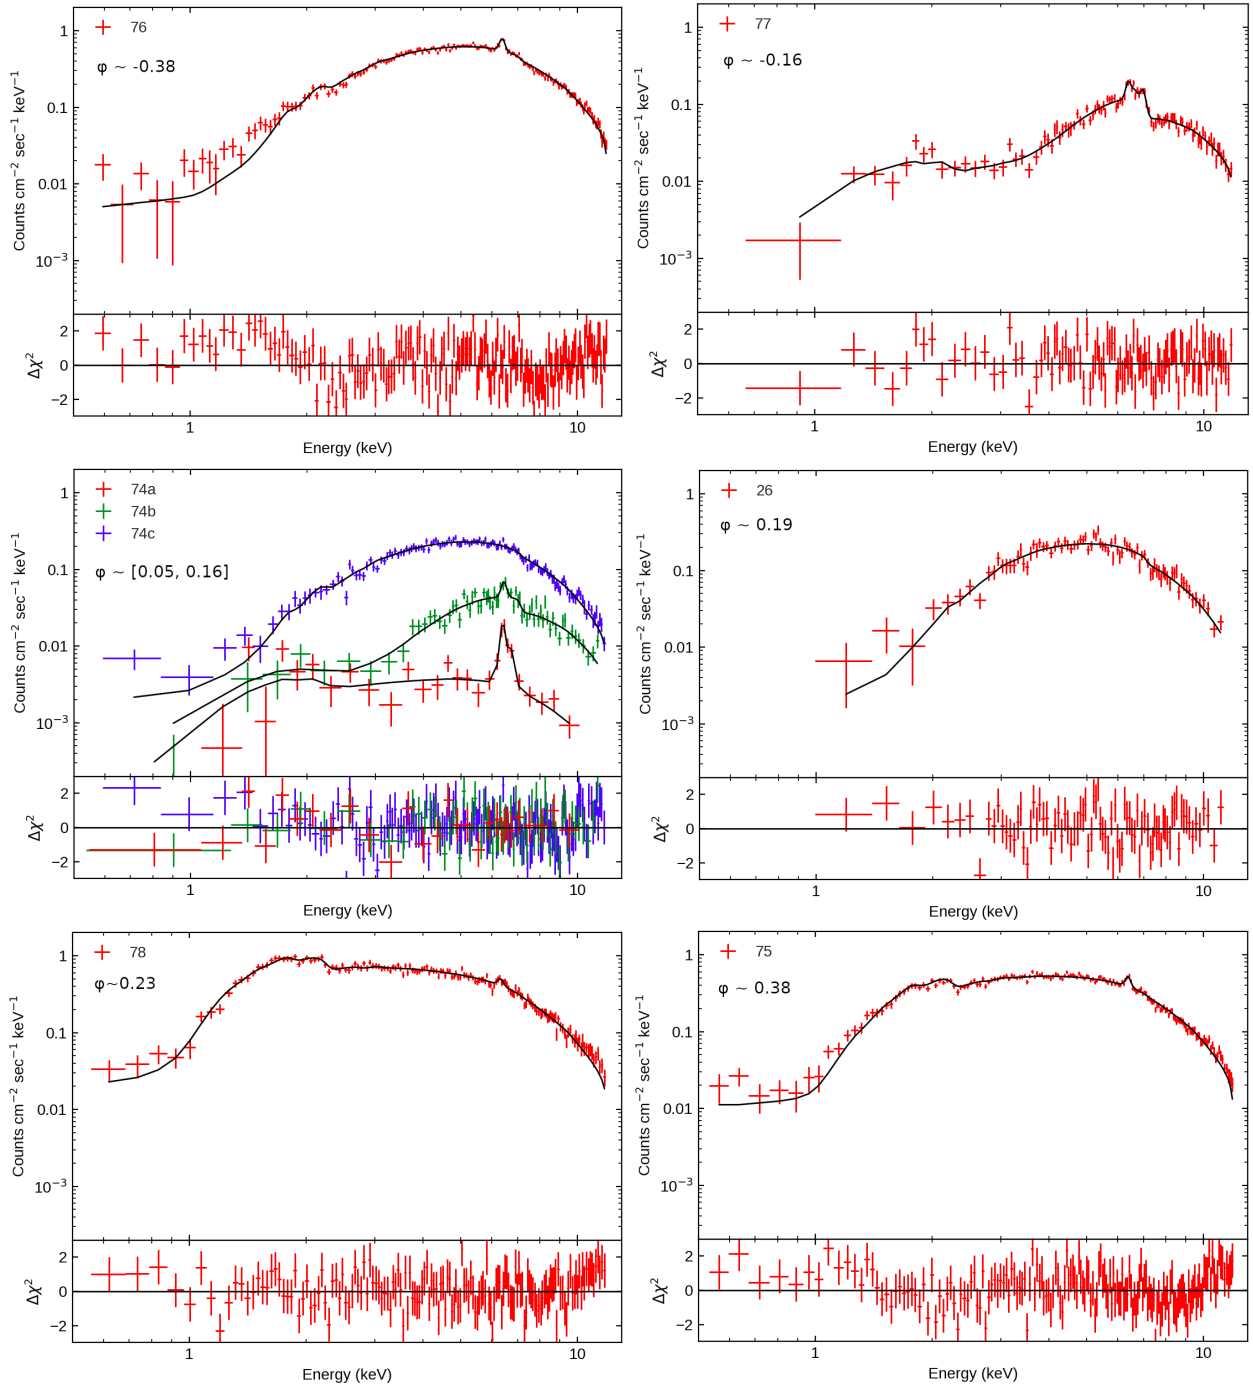 76
φ ~ -0.38
1
0.1
0.01
10⁻³
Counts cm⁻² sec⁻¹ keV⁻¹
2
0
−2
Δχ²
1
10
Energy (keV)
77
φ ~ -0.16
1
0.1
0.01
10⁻³
Counts cm⁻² sec⁻¹ keV⁻¹
2
0
−2
Δχ²
1
10
Energy (keV)
74a
74b
74c
φ ~ [0.05, 0.16]
1
0.1
0.01
10⁻³
Counts cm⁻² sec⁻¹ keV⁻¹
2
0
−2
Δχ²
1
10
Energy (keV)
26
φ ~ 0.19
1
0.1
0.01
10⁻³
Counts cm⁻² sec⁻¹ keV⁻¹
2
0
−2
Δχ²
1
10
Energy (keV)
78
φ~0.23
1
0.1
0.01
10⁻³
Counts cm⁻² sec⁻¹ keV⁻¹
2
0
−2
Δχ²
1
10
Energy (keV)
75
φ ~ 0.38
1
0.1
0.01
10⁻³
Counts cm⁻² sec⁻¹ keV⁻¹
2
0
−2
Δχ²
1
10
Energy (keV)